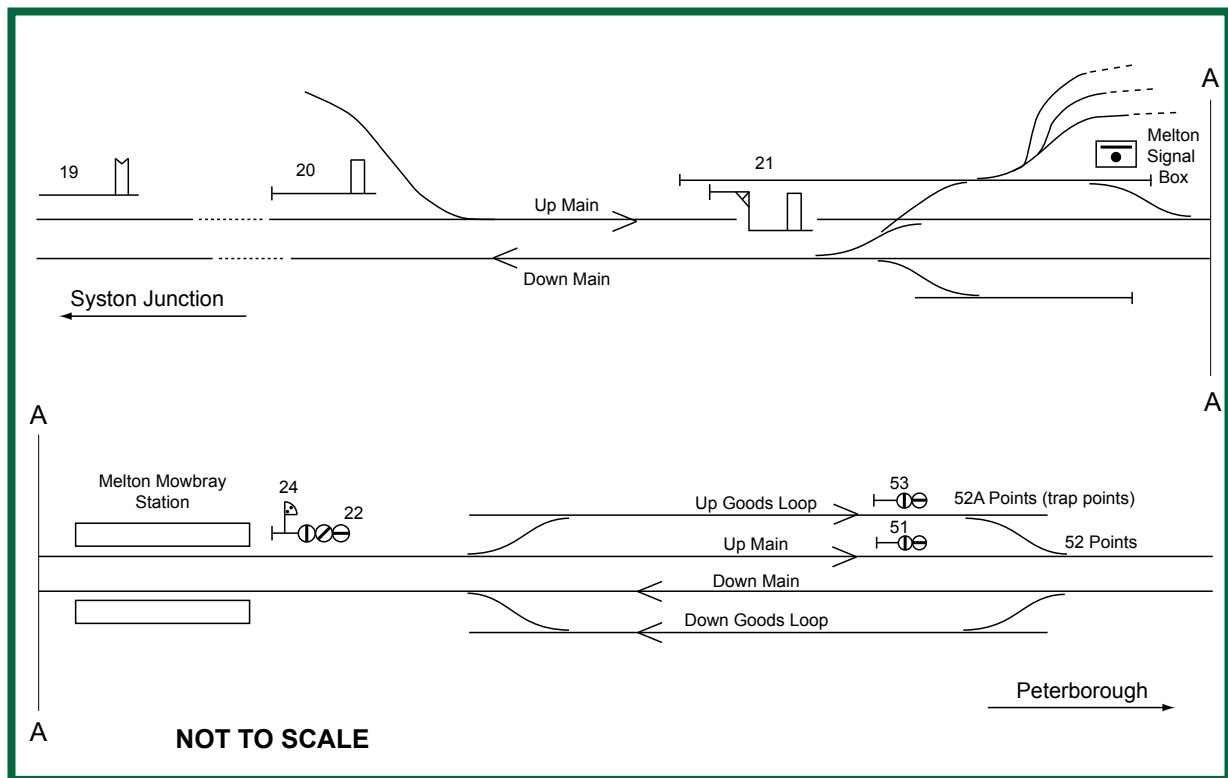 A
19
20
21
Melton
Signal
Box
Up Main
Down Main
Syston Junction
A
A
Melton Mowbray
Station
24
22
53
Up Goods Loop
52A Points (trap points)
51
Up Main
52 Points
Down Main
Down Goods Loop
Peterborough
A
NOT TO SCALE